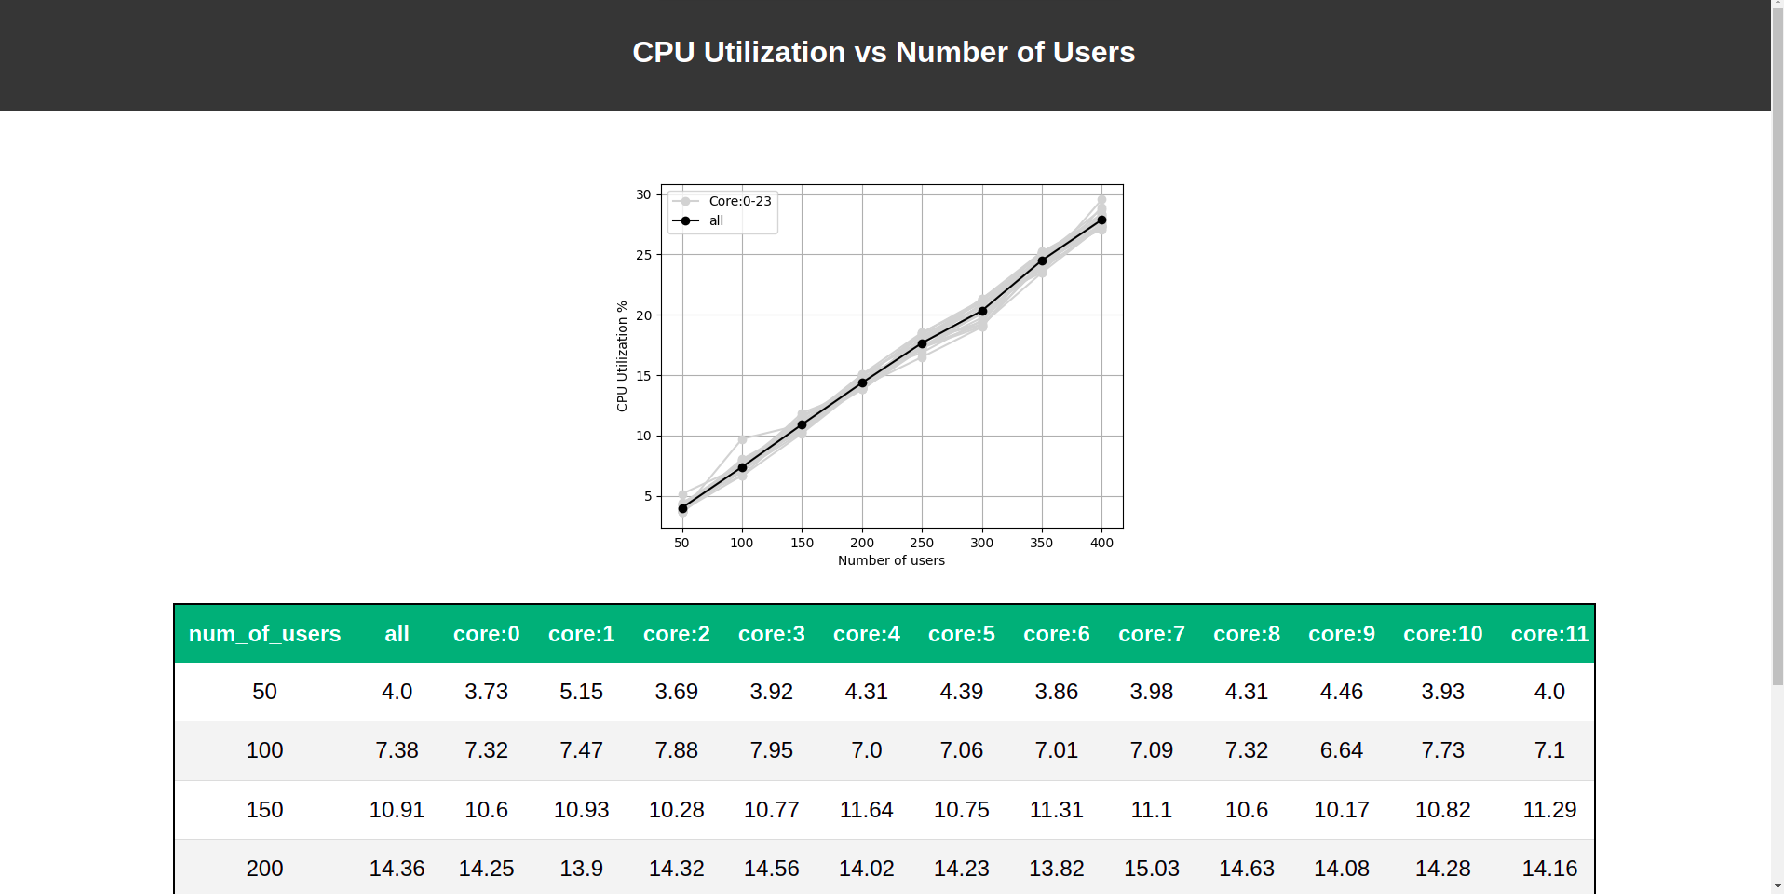 CPU Utilization vs Number of Users
30
25
20
15
10
5
CPU Utilization %
Core:0-23
all
50 100 150 200 250 300 350 400
Number of users
num_of_users all core:0 core:1 core:2 core:3 core:4 core:5 core:6 core:7 core:8 core:9 core:10 core:11
50 4.0 3.73 5.15 3.69 3.92 4.31 4.39 3.86 3.98 4.31 4.46 3.93 4.0
100 7.38 7.32 7.47 7.88 7.95 7.0 7.06 7.01 7.09 7.32 6.64 7.73 7.1
150 10.91 10.6 10.93 10.28 10.77 11.64 10.75 11.31 11.1 10.6 10.17 10.82 11.29
200 14.36 14.25 13.9 14.32 14.56 14.02 14.23 13.82 15.03 14.63 14.08 14.28 14.16